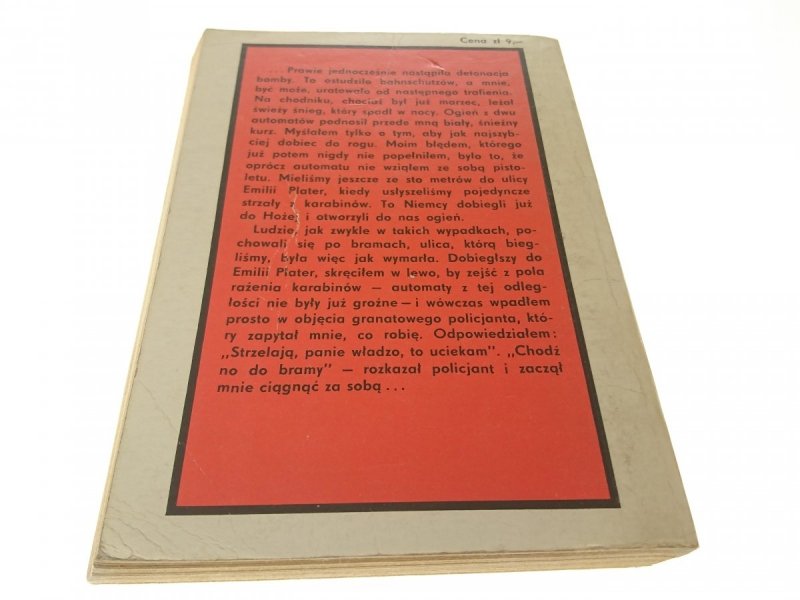 Cena zł 9,—
...Prawie jednocześnie nastąpiła detonacja
bomby. To ostudziło bahnschutzów, a mnie,
być może, uratowało od następnego trafienia.
Na chodniku, chociaż był już marzec, leżał
świeży śnieg, który spadł w nocy. Ogień z dwu
automatów podnosił przede mną biały, śnieżny
kurz. Myślałem tylko o tym, aby jak najszyb-
ciej dobiec do rogu. Moim błędem, którego
już potem nigdy nie popełniłem, było to, że
oprócz automatu nie wziąłem ze sobą pisto-
letu. Mieliśmy jeszcze ze sto metrów do ulicy
Emilii Plater, kiedy usłyszeliśmy pojedyncze
strzały z karabinów. To Niemcy dobiegli już
do Hożej i otworzyli do nas ogień.
Ludzie, jak zwykle w takich wypadkach, po-
chowali się po bramach, ulica, którą bieg-
liśmy, była więc jak wymarła. Dobiegłszy do
Emilii Plater, skręciłem w lewo, by zejść z pola
rażenia karabinów — automaty z tej odleg-
łości nie były już groźne — i wówczas wpadłem
prosto w objęcia granatowego policjanta, któ-
ry zapytał mnie, co robię. Odpowiedziałem:
„Strzelają, panie władzo, to uciekam". „Chodź
no do bramy" — rozkazał policjant i zaczął
mnie ciągnąć za sobą...